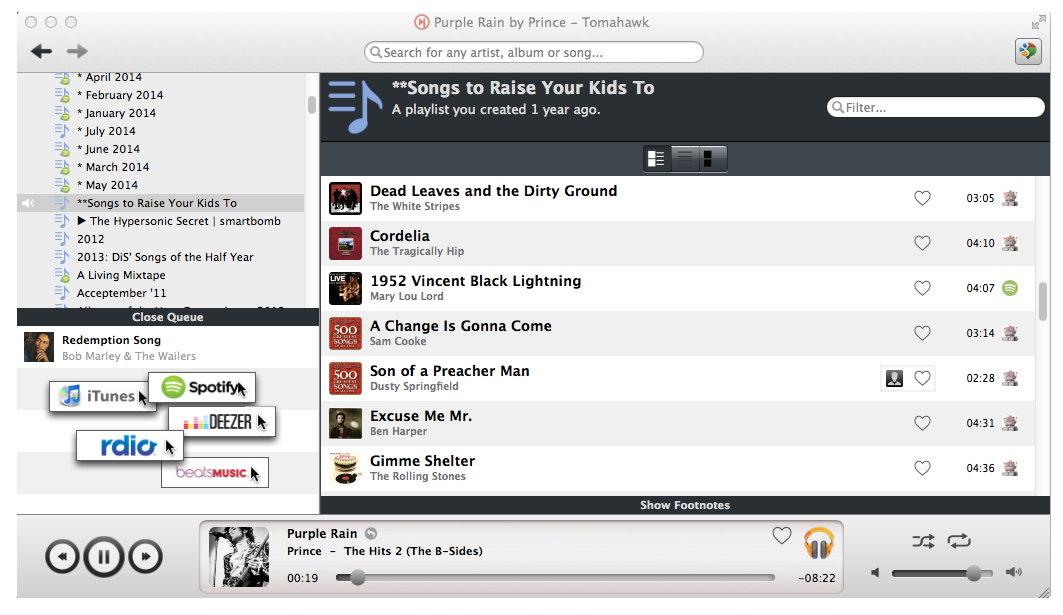 Purple Rain by Prince – Tomahawk
Search for any artist, album or song...
* April 2014
* February 2014
* January 2014
* July 2014
* June 2014
* March 2014
* May 2014
**Songs to Raise Your Kids To
▶ The Hypersonic Secret | smartbomb
2012
2013: DiS' Songs of the Half Year
A Living Mixtape
Acceptember '11
Close Queue
Redemption Song
Bob Marley & The Wailers
iTunes
Spotify
DEEZER
rdio
beatsMUSIC
**Songs to Raise Your Kids To
A playlist you created 1 year ago.
Filter...
Dead Leaves and the Dirty Ground
The White Stripes
03:05
Cordelia
The Tragically Hip
04:10
LIVE
1952 Vincent Black Lightning
Mary Lou Lord
04:07
500
A Change Is Gonna Come
Sam Cooke
03:14
500
Son of a Preacher Man
Dusty Springfield
02:28
Excuse Me Mr.
Ben Harper
04:31
Gimme Shelter
The Rolling Stones
04:36
Show Footnotes
Purple Rain
Prince – The Hits 2 (The B-Sides)
00:19
-08:22